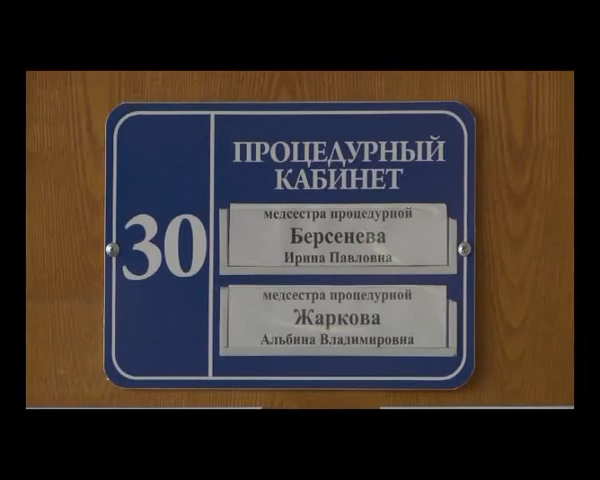 30
ПРОЦЕДУРНЫЙ
КАБИНЕТ
медсестра процедурной
Берсенева
Ирина Павловна
медсестра процедурной
Жаркова
Альбина Владимировна